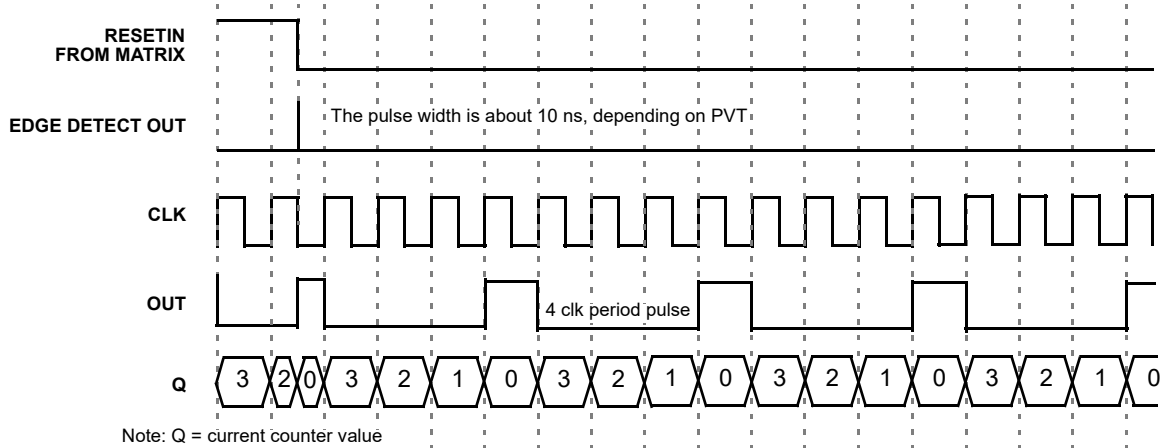 RESETIN
FROM MATRIX
EDGE DETECT OUT
The pulse width is about 10 ns, depending on PVT
CLK
OUT
4 clk period pulse
Q
3 2 0 3 2 1 0 3 2 1 0 3 2 1 0 3 2 1 0
Note: Q = current counter value